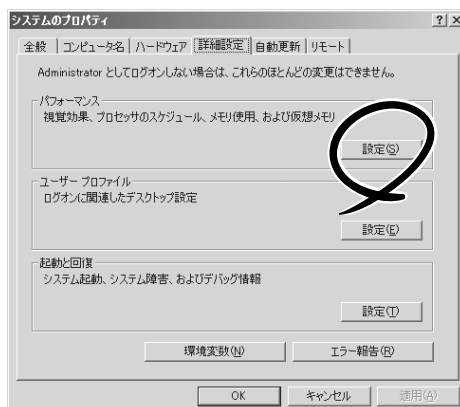 システムのプロパティ
全般 コンピュータ名 ハードウェア 詳細設定 自動更新 リモート
Administrator としてログオンしない場合は、これらのほとんどの変更はできません。
パフォーマンス
視覚効果、プロセッサのスケジュール、メモリ使用、および仮想メモリ
設定(S)
ユーザー プロファイル
ログオンに関連したデスクトップ設定
設定(E)
起動と回復
システム起動、システム障害、およびデバッグ情報
設定(T)
環境変数(N) エラー報告(R)
OK キャンセル 適用(A)